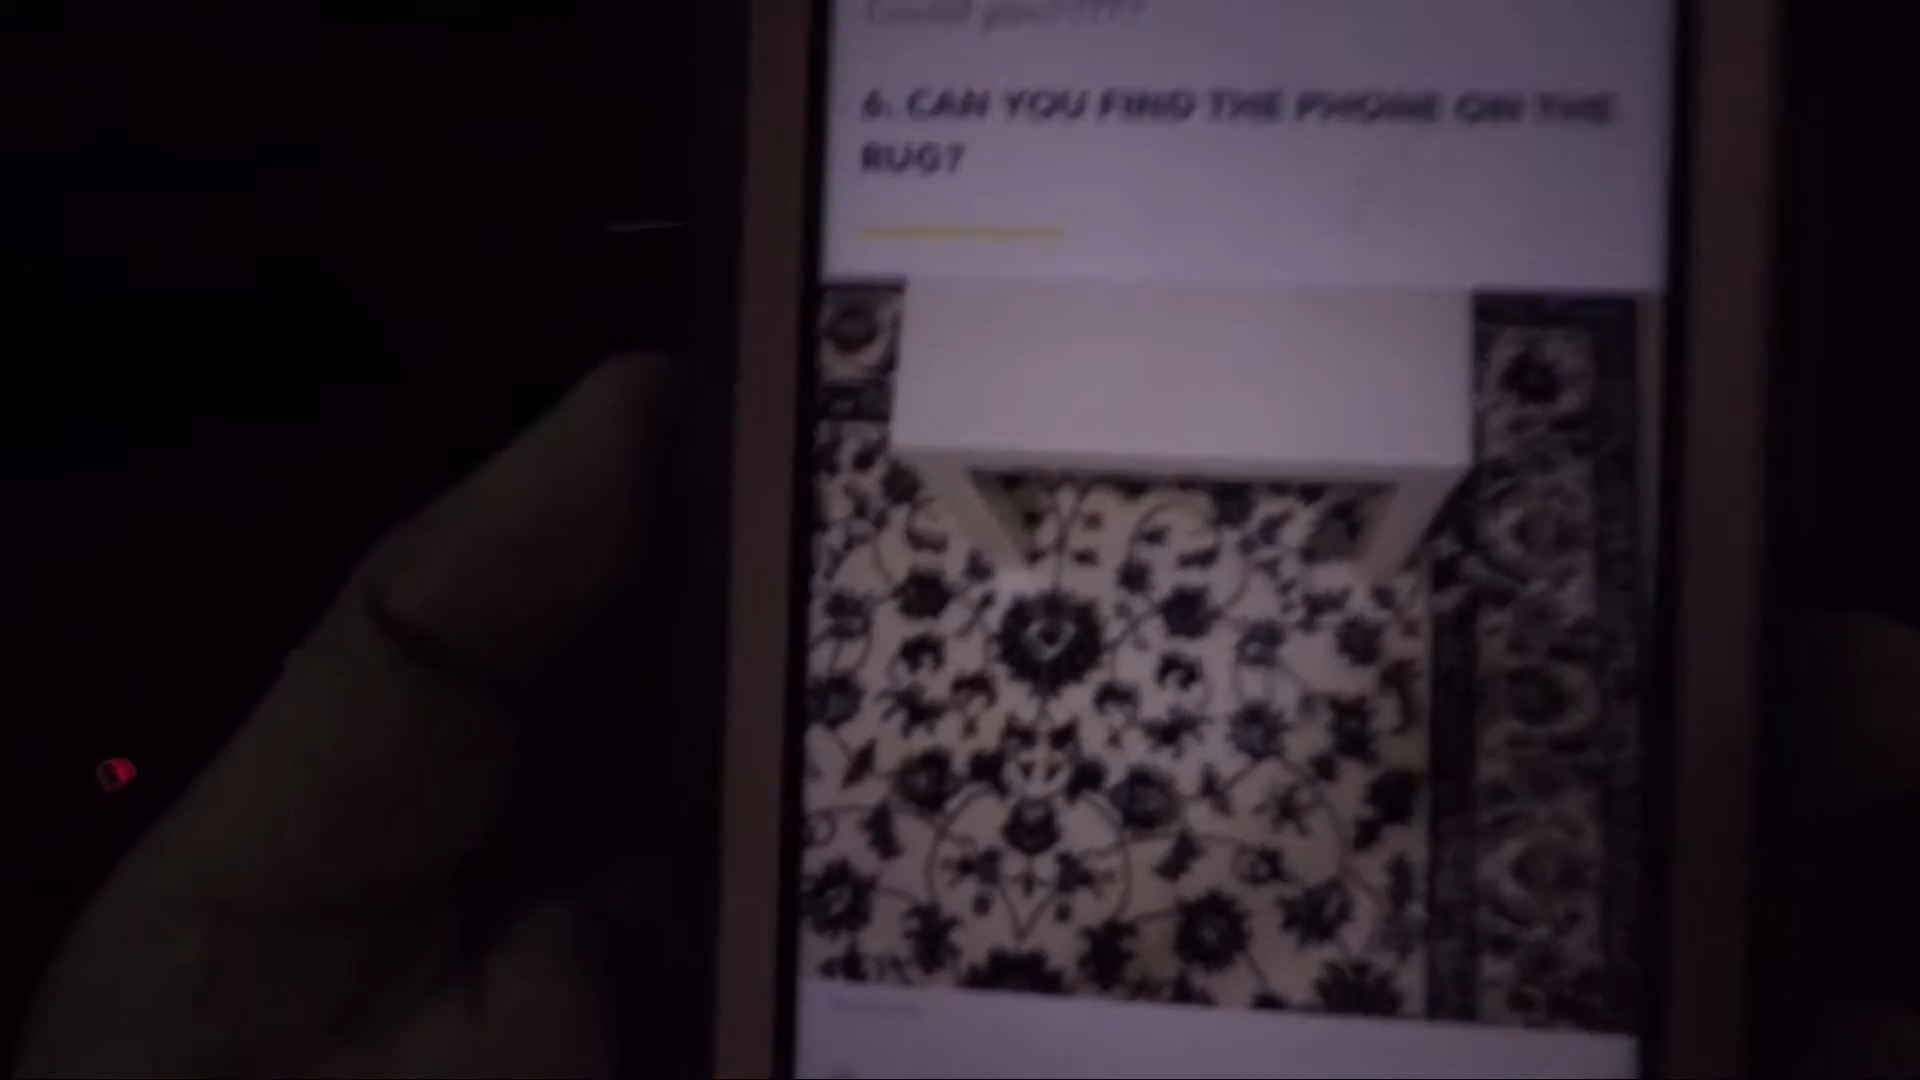 6. CAN YOU FIND THE PHONE ON THE
RUG?